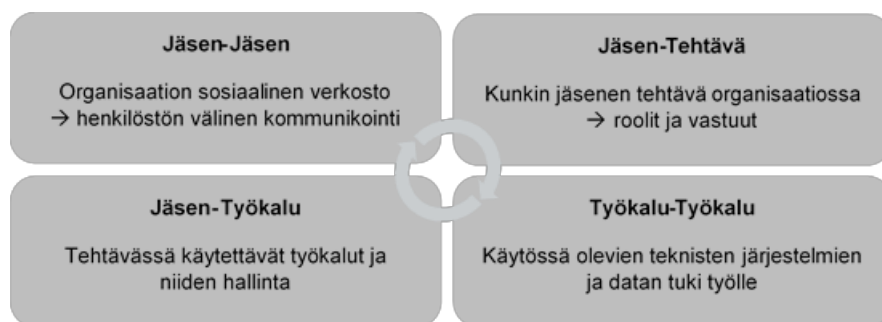 Jäsen-Jäsen
Organisaation sosiaalinen verkosto
→ henkilöstön välinen kommunikointi
Jäsen-Tehtävä
Kunkin jäsenen tehtävä organisaatiossa
→ roolit ja vastuut
Jäsen-Työkalu
Tehtävässä käytettävät työkalut ja
niiden hallinta
Työkalu-Työkalu
Käytössä olevien teknisten järjestelmien
ja datan tuki työlle